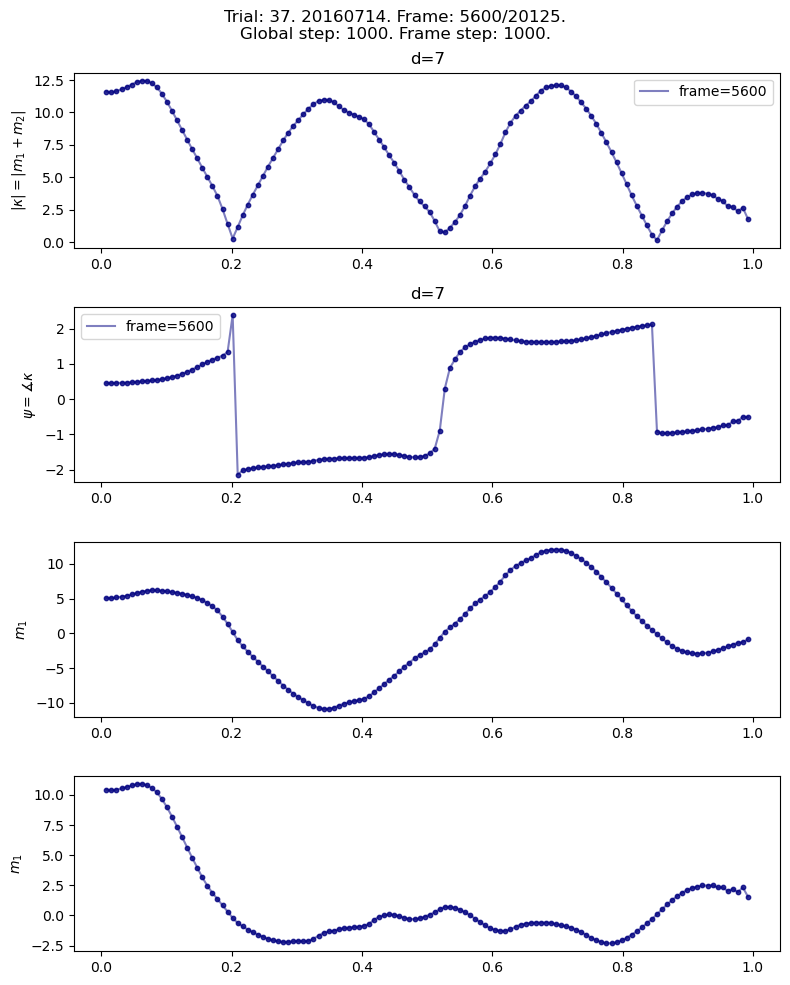 Trial: 37. 20160714. Frame: 5600/20125.
Global step: 1000. Frame step: 1000.
d=7
|κ| = |m₁ + m₂|
12.5
10.0
7.5
5.0
2.5
0.0
frame=5600
0.0 0.2 0.4 0.6 0.8 1.0
d=7
ψ = ∡κ
2
1
0
−1
−2
frame=5600
0.0 0.2 0.4 0.6 0.8 1.0
m₁
10
5
0
−5
−10
0.0 0.2 0.4 0.6 0.8 1.0
m₁
10.0
7.5
5.0
2.5
0.0
−2.5
0.0 0.2 0.4 0.6 0.8 1.0